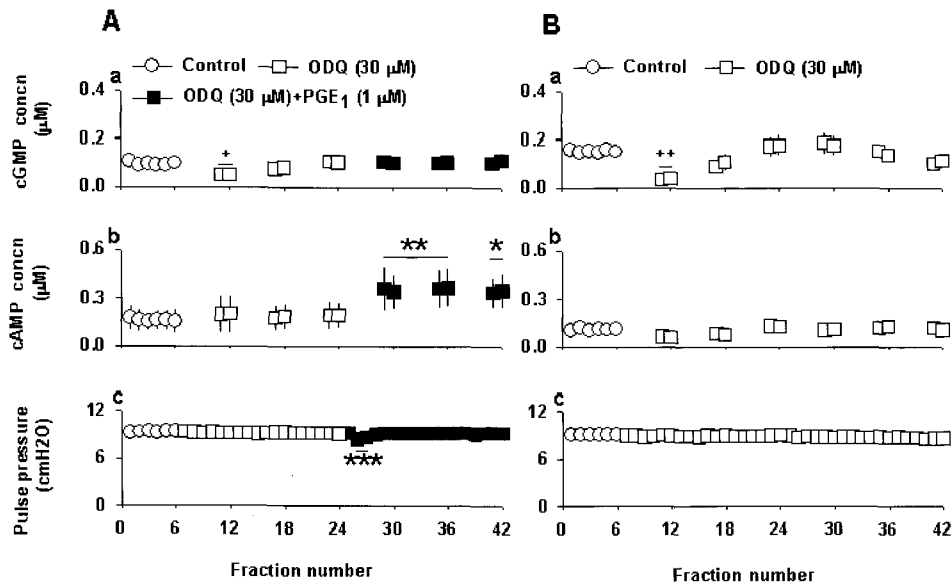 A
Control ODQ (30 µM)
ODQ (30 µM)+PGE1 (1 µM)
a
cGMP concn
(µM)
0.4
0.2
0.0
+
b
cAMP concn
(µM)
0.6
0.3
0.0
** *
c
Pulse pressure
(cmH2O)
12
6
0
***
0 6 12 18 24 30 36 42
Fraction number
B
Control ODQ (30 µM)
a
0.4
0.2
0.0
++
b
0.6
0.3
0.0
c
12
6
0
0 6 12 18 24 30 36 42
Fraction number